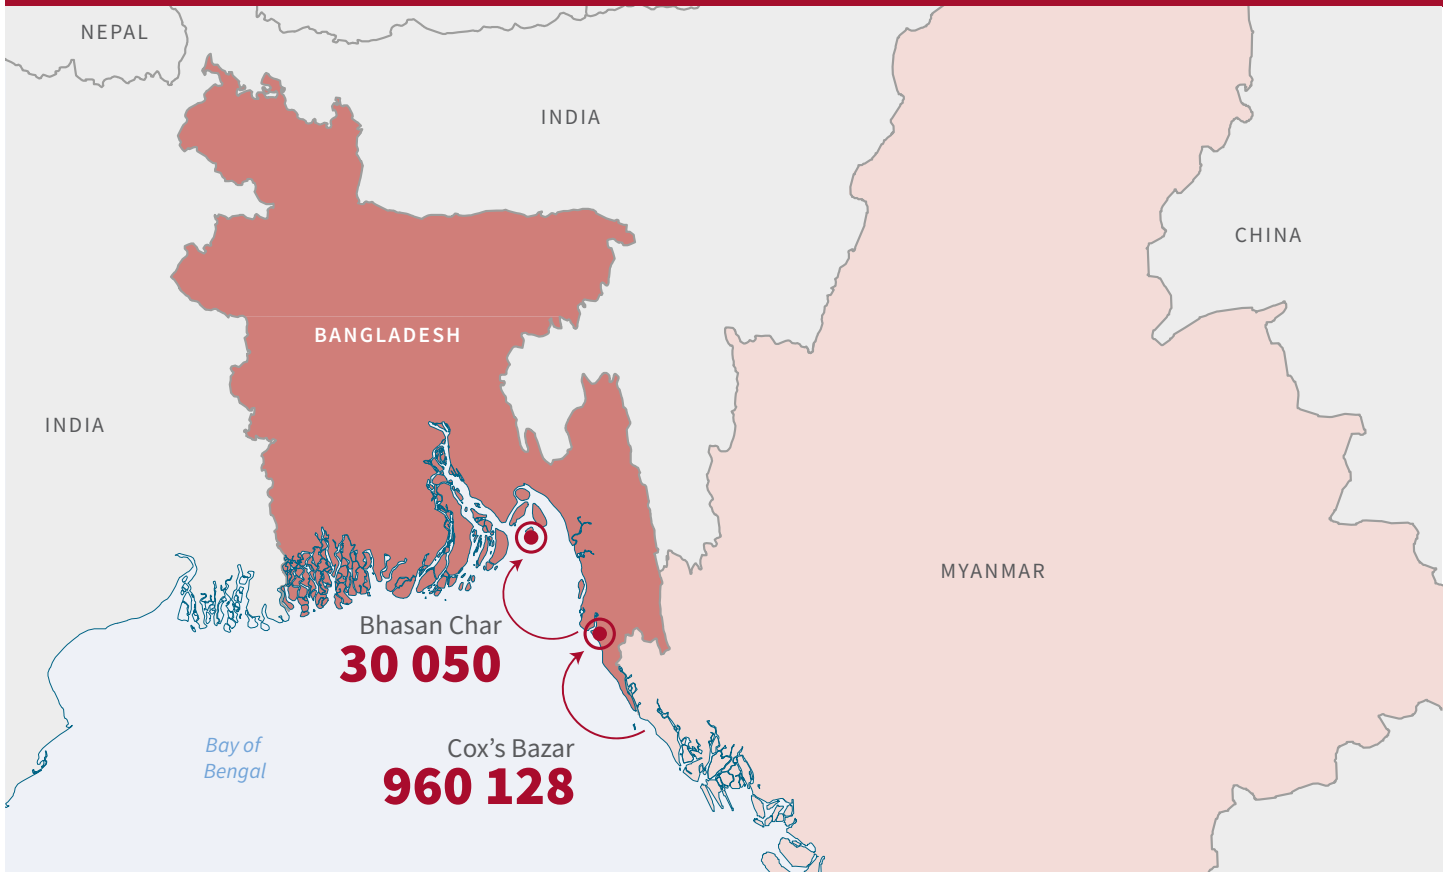 NEPAL
INDIA
CHINA
BANGLADESH
INDIA
MYANMAR
Bhasan Char
30 050
Bay of
Bengal
Cox’s Bazar
960 128